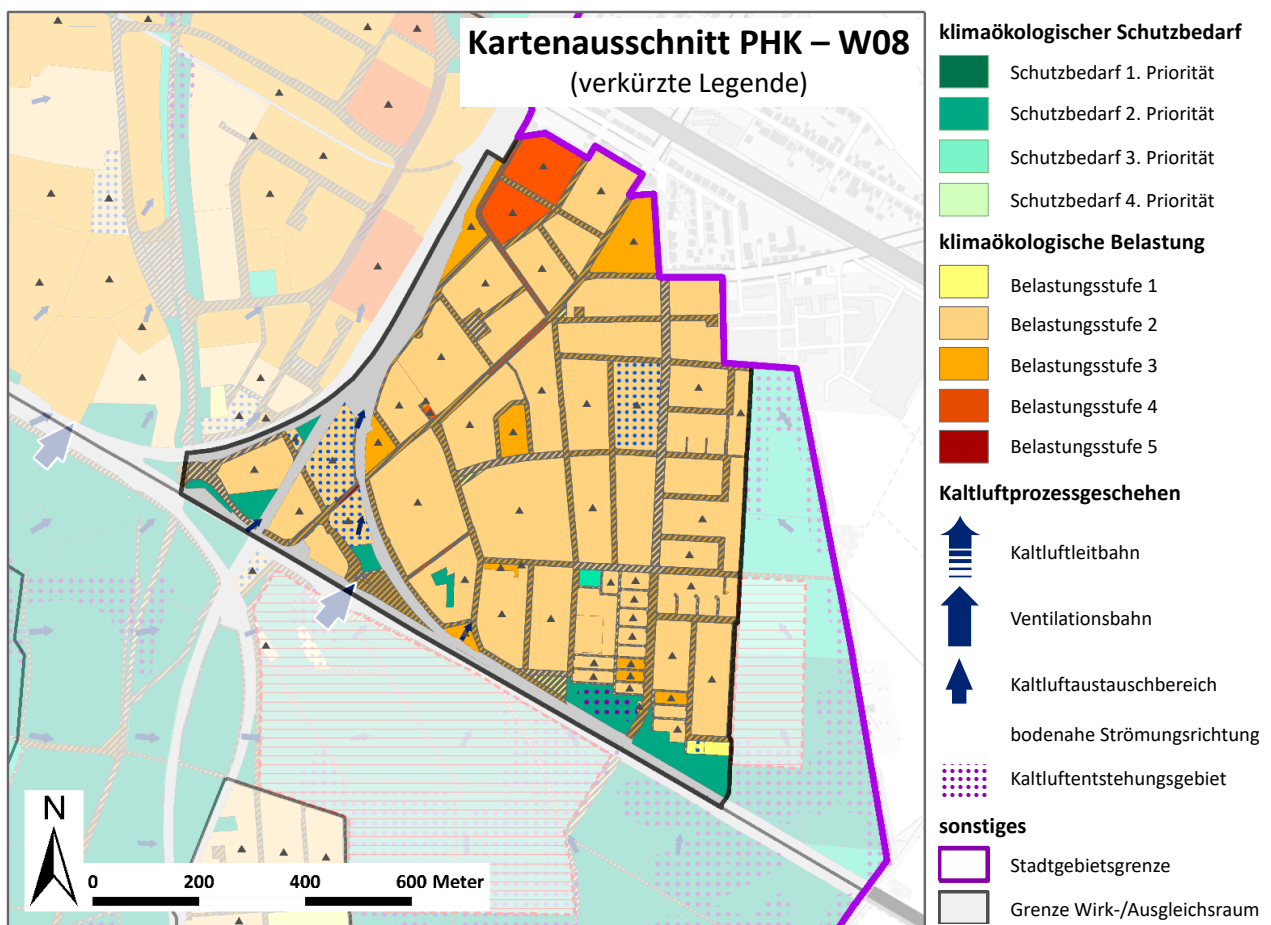 Kartenausschnitt PHK – W08
(verkürzte Legende)
N
0 200 400 600 Meter
klimaökologischer Schutzbedarf
Schutzbedarf 1. Priorität
Schutzbedarf 2. Priorität
Schutzbedarf 3. Priorität
Schutzbedarf 4. Priorität
klimaökologische Belastung
Belastungsstufe 1
Belastungsstufe 2
Belastungsstufe 3
Belastungsstufe 4
Belastungsstufe 5
Kaltluftprozessgeschehen
Kaltluftleitbahn
Ventilationsbahn
Kaltluftaustauschbereich
bodenahe Strömungsrichtung
Kaltluftentstehungsgebiet
sonstiges
Stadtgebietsgrenze
Grenze Wirk-/Ausgleichsraum